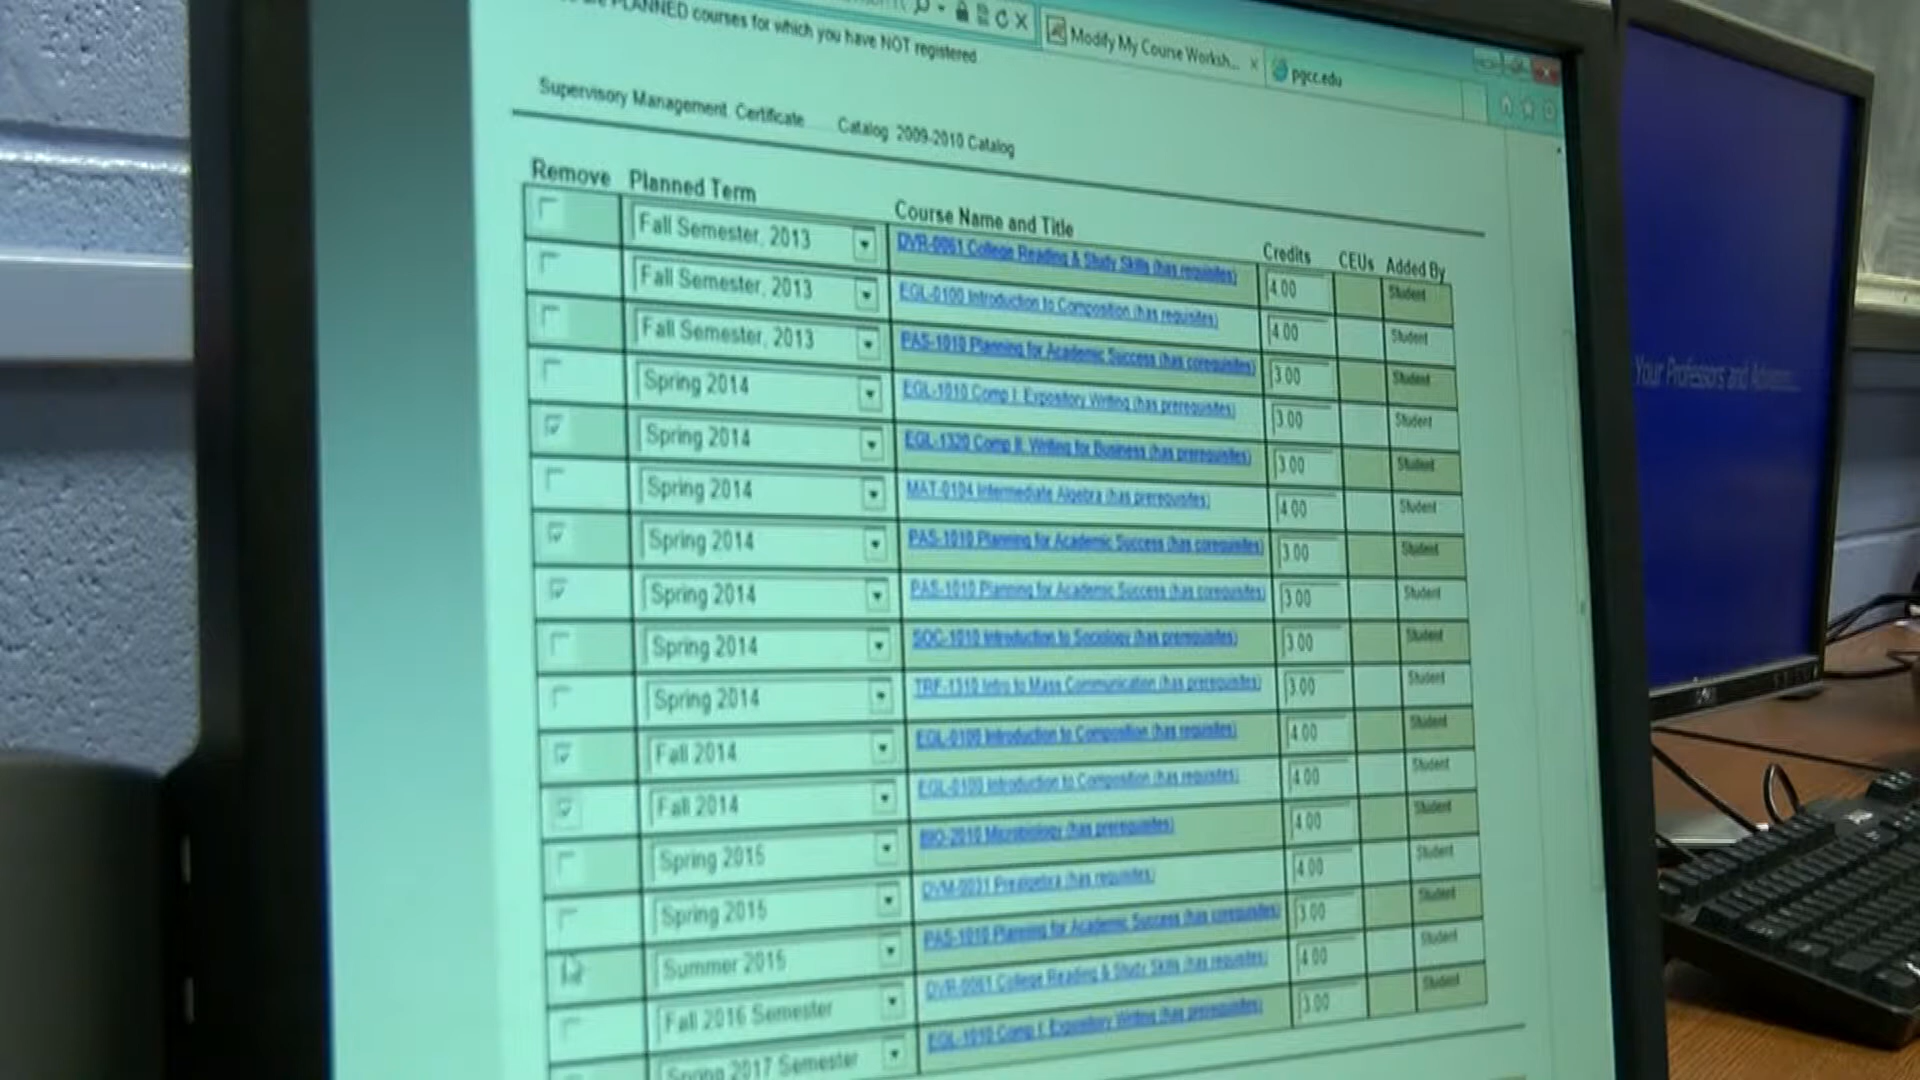 PLANNED courses for which you have NOT registered
Modify My Course Worksh...
pgcc.edu
Supervisory Management Certificate Catalog 2009-2010 Catalog
Remove Planned Term Course Name and Title Credits CEUs Added By
Fall Semester, 2013 DVR-0061 College Reading & Study Skills (has requisites) 4.00 Student
Fall Semester, 2013 EGL-0100 Introduction to Composition (has requisites) 4.00 Student
Fall Semester, 2013 PAS-1010 Planning for Academic Success (has corequisites) 3.00 Student
Spring 2014 EGL-1010 Comp I: Expository Writing (has prerequisites) 3.00 Student
Spring 2014 EGL-1320 Comp II: Writing for Business (has prerequisites) 3.00 Student
Spring 2014 MAT-0104 Intermediate Algebra (has prerequisites) 4.00 Student
Spring 2014 PAS-1010 Planning for Academic Success (has corequisites) 3.00 Student
Spring 2014 PAS-1010 Planning for Academic Success (has corequisites) 3.00 Student
Spring 2014 SOC-1010 Introduction to Sociology (has prerequisites) 3.00 Student
Spring 2014 TRF-1310 Intro to Mass Communication (has prerequisites) 3.00 Student
Fall 2014 EGL-0100 Introduction to Composition (has requisites) 4.00 Student
Fall 2014 EGL-0100 Introduction to Composition (has requisites) 4.00 Student
Spring 2015 BIO-2010 Microbiology (has prerequisites) 4.00 Student
Spring 2015 DVM-0031 Prealgebra (has requisites) 4.00 Student
Summer 2015 PAS-1010 Planning for Academic Success (has corequisites) 3.00 Student
Fall 2016 Semester DVR-0061 College Reading & Study Skills (has requisites) 4.00 Student
Spring 2017 Semester EGL-1010 Comp I: Expository Writing (has prerequisites) 3.00 Student
Your Professors and